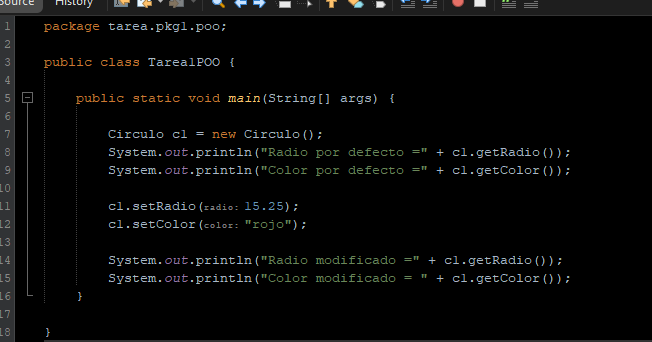 Source History
1 package tarea.pkg1.poo;
2
3 public class Tarea1POO {
4
5 public static void main(String[] args) {
6
7 Circulo c1 = new Circulo();
8 System.out.println("Radio por defecto =" + c1.getRadio());
9 System.out.println("Color por defecto =" + c1.getColor());
10
11 c1.setRadio(radio: 15.25);
12 c1.setColor(color: "rojo");
13
14 System.out.println("Radio modificado =" + c1.getRadio());
15 System.out.println("Color modificado = " + c1.getColor());
16 }
17
18 }